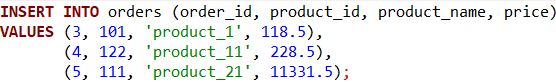 INSERT INTO orders (order_id, product_id, product_name, price)
VALUES (3, 101, 'product_1', 118.5),
(4, 122, 'product_11', 228.5),
(5, 111, 'product_21', 11331.5);